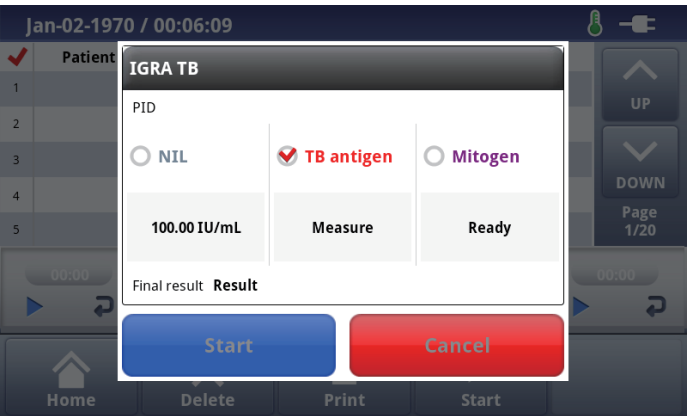 Jan-02-1970 / 00:06:09
Patient
1
2
3
4
5
UP
DOWN
Page
1/20
IGRA TB
PID
NIL
TB antigen
Mitogen
100.00 IU/mL
Measure
Ready
Final result Result
Start
Cancel
00:00
00:00
Home
Delete
Print
Start